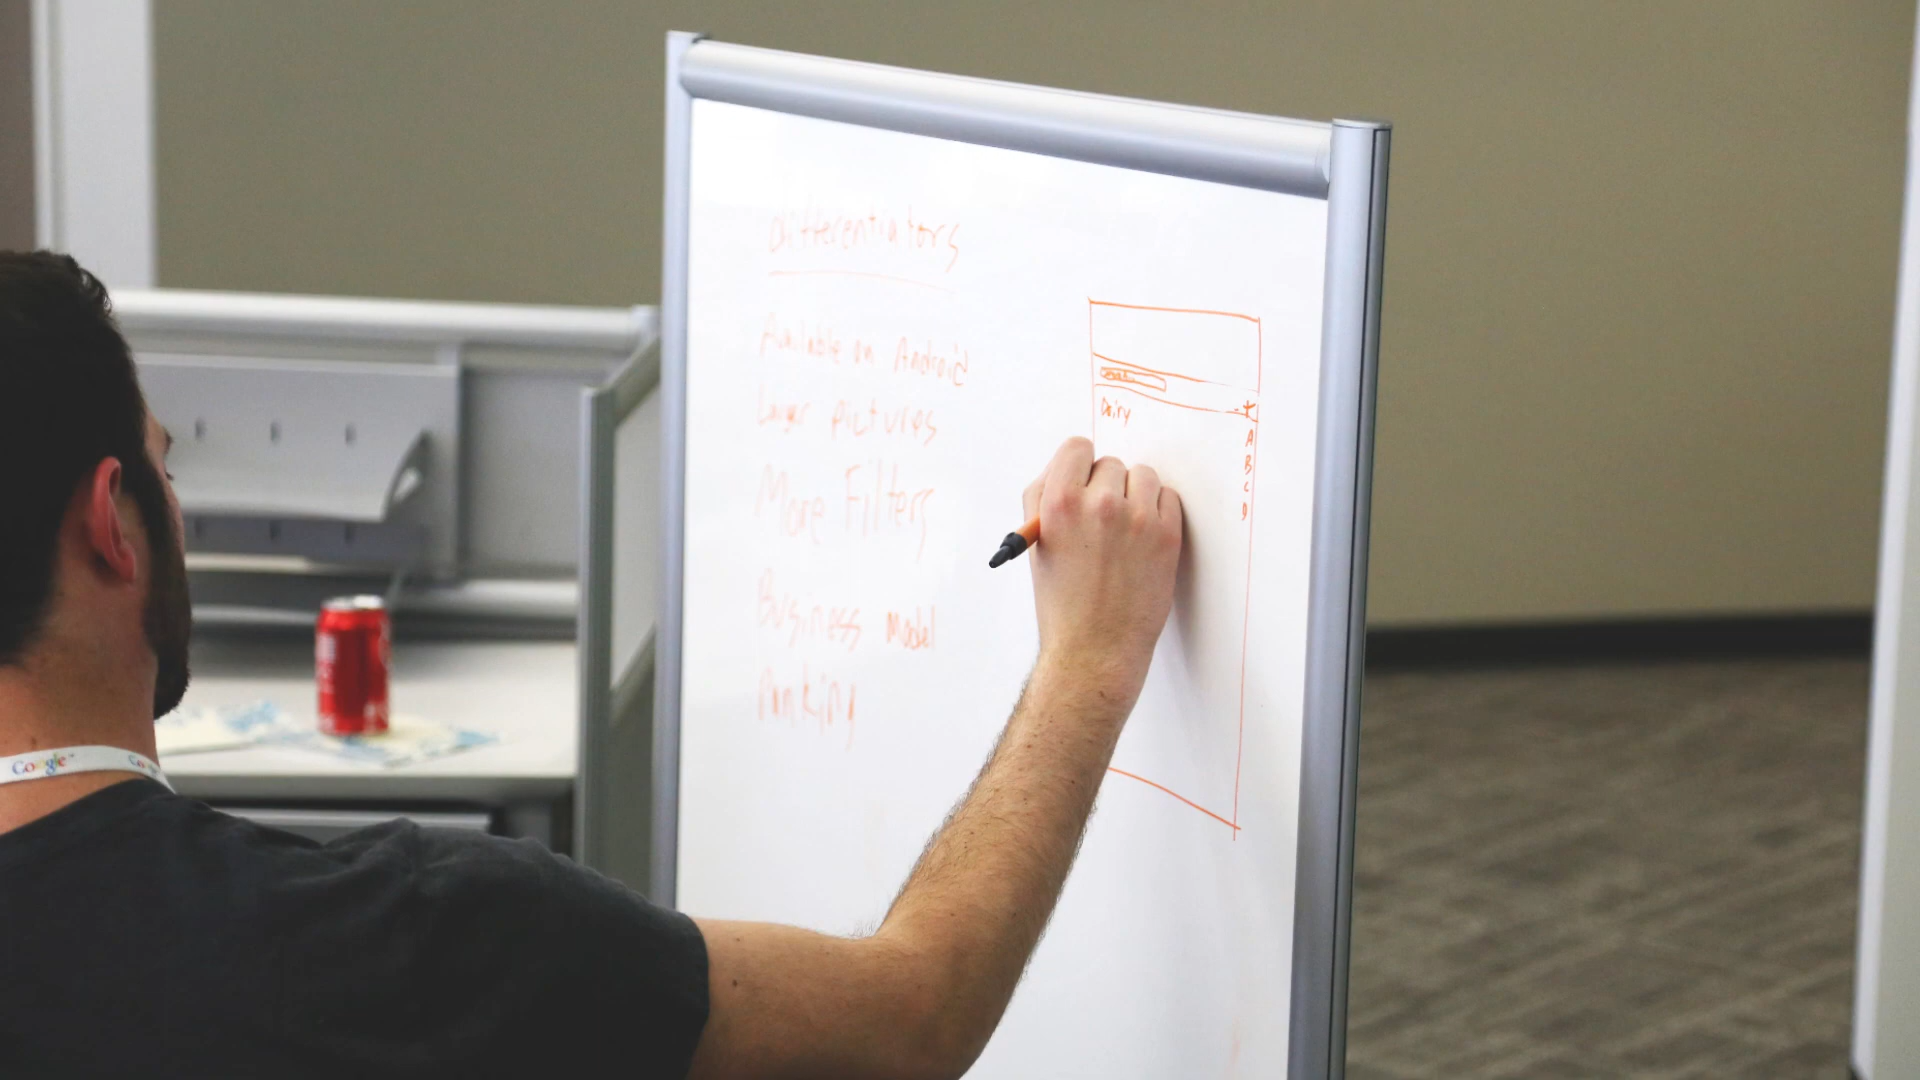 differentiators
Available on Android
Larger pictures
More Filters
Business Model
ranking
Dairy
+
A
B
C
D
Google